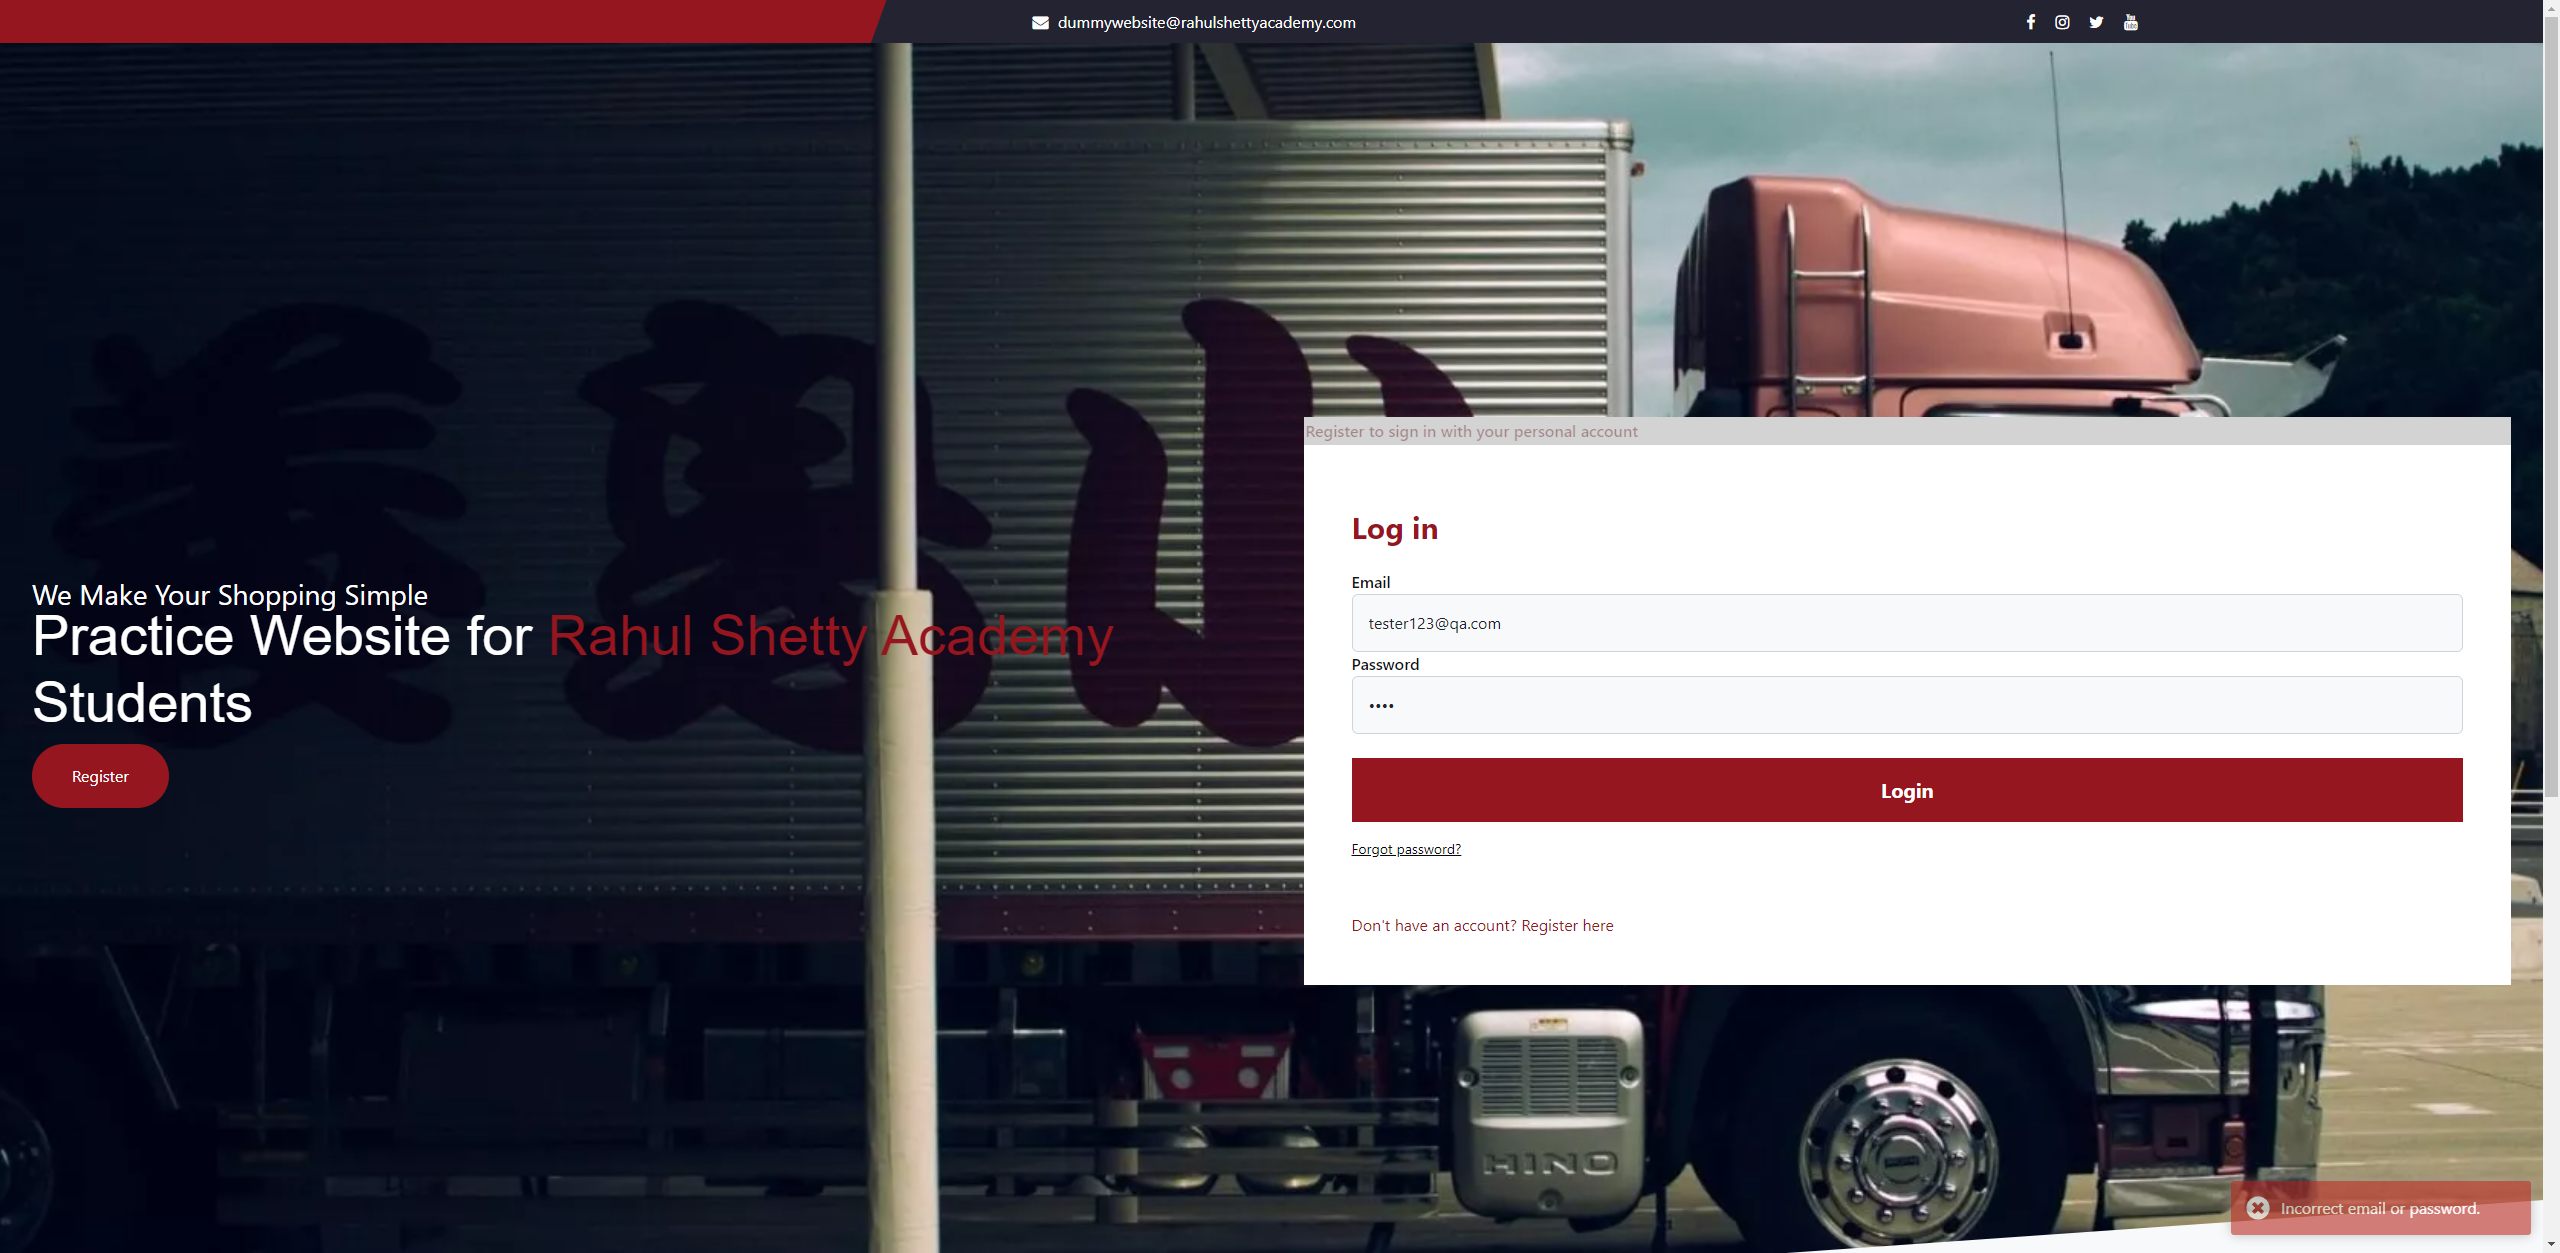 dummywebsite@rahulshettyacademy.com
We Make Your Shopping Simple
Practice Website for Rahul Shetty Academy
Students
Register
Register to sign in with your personal account
Log in
Email
tester123@qa.com
Password
••••
Login
Forgot password?
Don't have an account? Register here
HINO
Incorrect email or password.